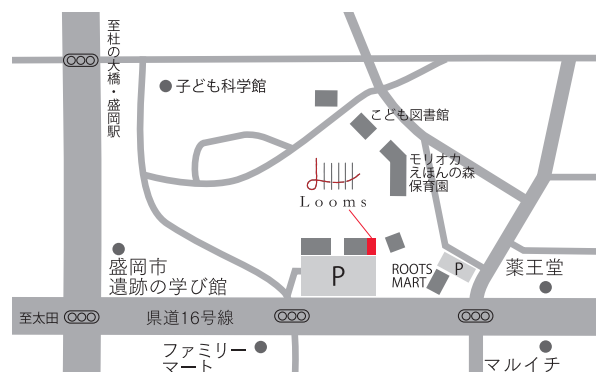 至杜の大橋・盛岡駅
子ども科学館
こども図書館
モリオカ
えほんの森
保育園
Looms
盛岡市
遺跡の学び館
P
ROOTS
MART
P
薬王堂
至太田
県道16号線
ファミリー
マート
マルイチ